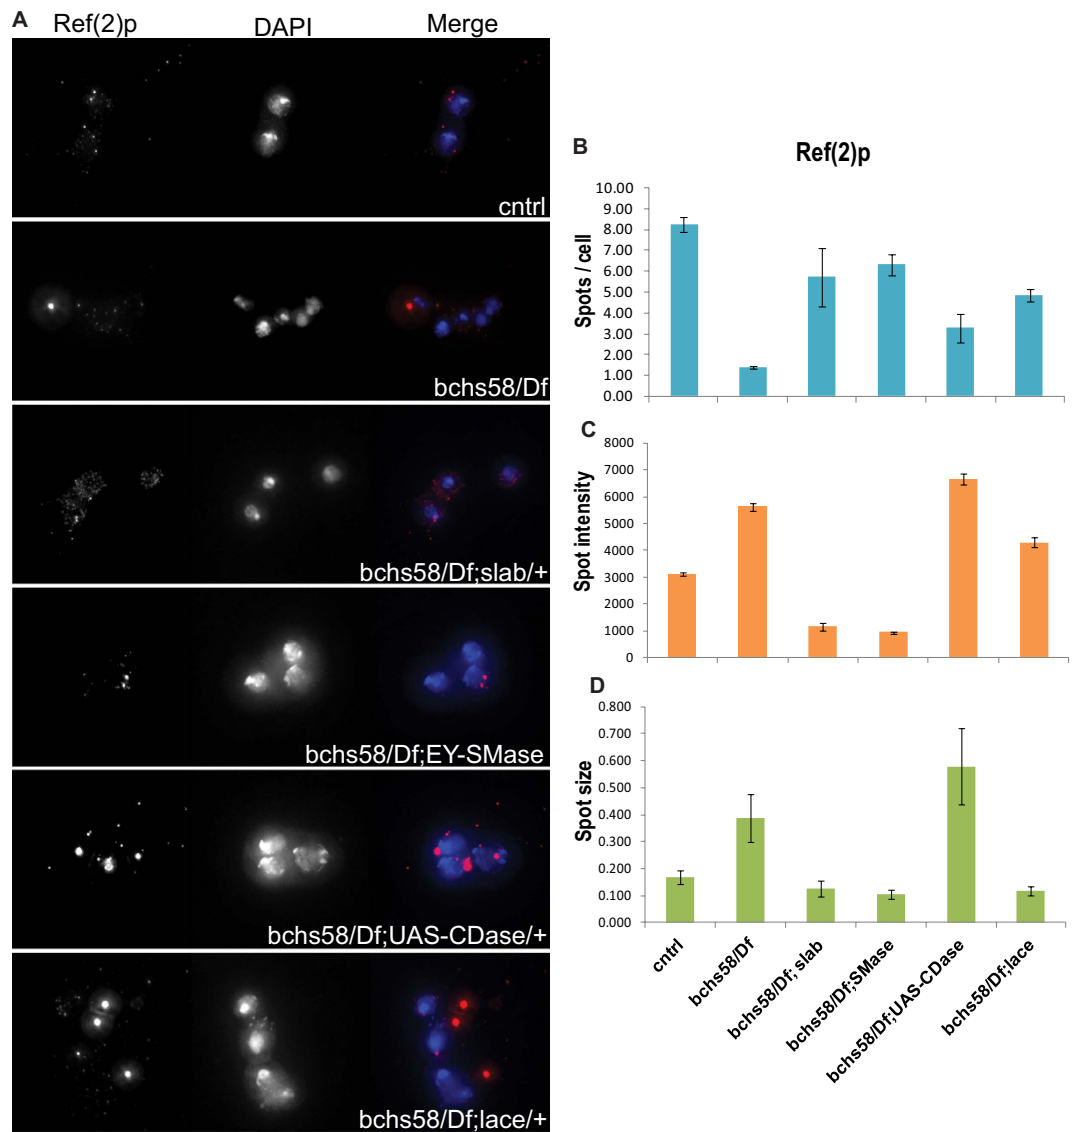 A
Ref(2)p DAPI Merge
cntrl
bchs58/Df
bchs58/Df;slab/+
bchs58/Df;EY-SMase
bchs58/Df;UAS-CDase/+
bchs58/Df;lace/+
B
Ref(2)p
Spots / cell
10.00
9.00
8.00
7.00
6.00
5.00
4.00
3.00
2.00
1.00
0.00
C
Spot intensity
8000
7000
6000
5000
4000
3000
2000
1000
0
D
Spot size
0.800
0.700
0.600
0.500
0.400
0.300
0.200
0.100
0.000
cntrl
bchs58/Df
bchs58/Df; slab
bchs58/Df;SMase
bchs58/Df;UAS-CDase
bchs58/Df;lace